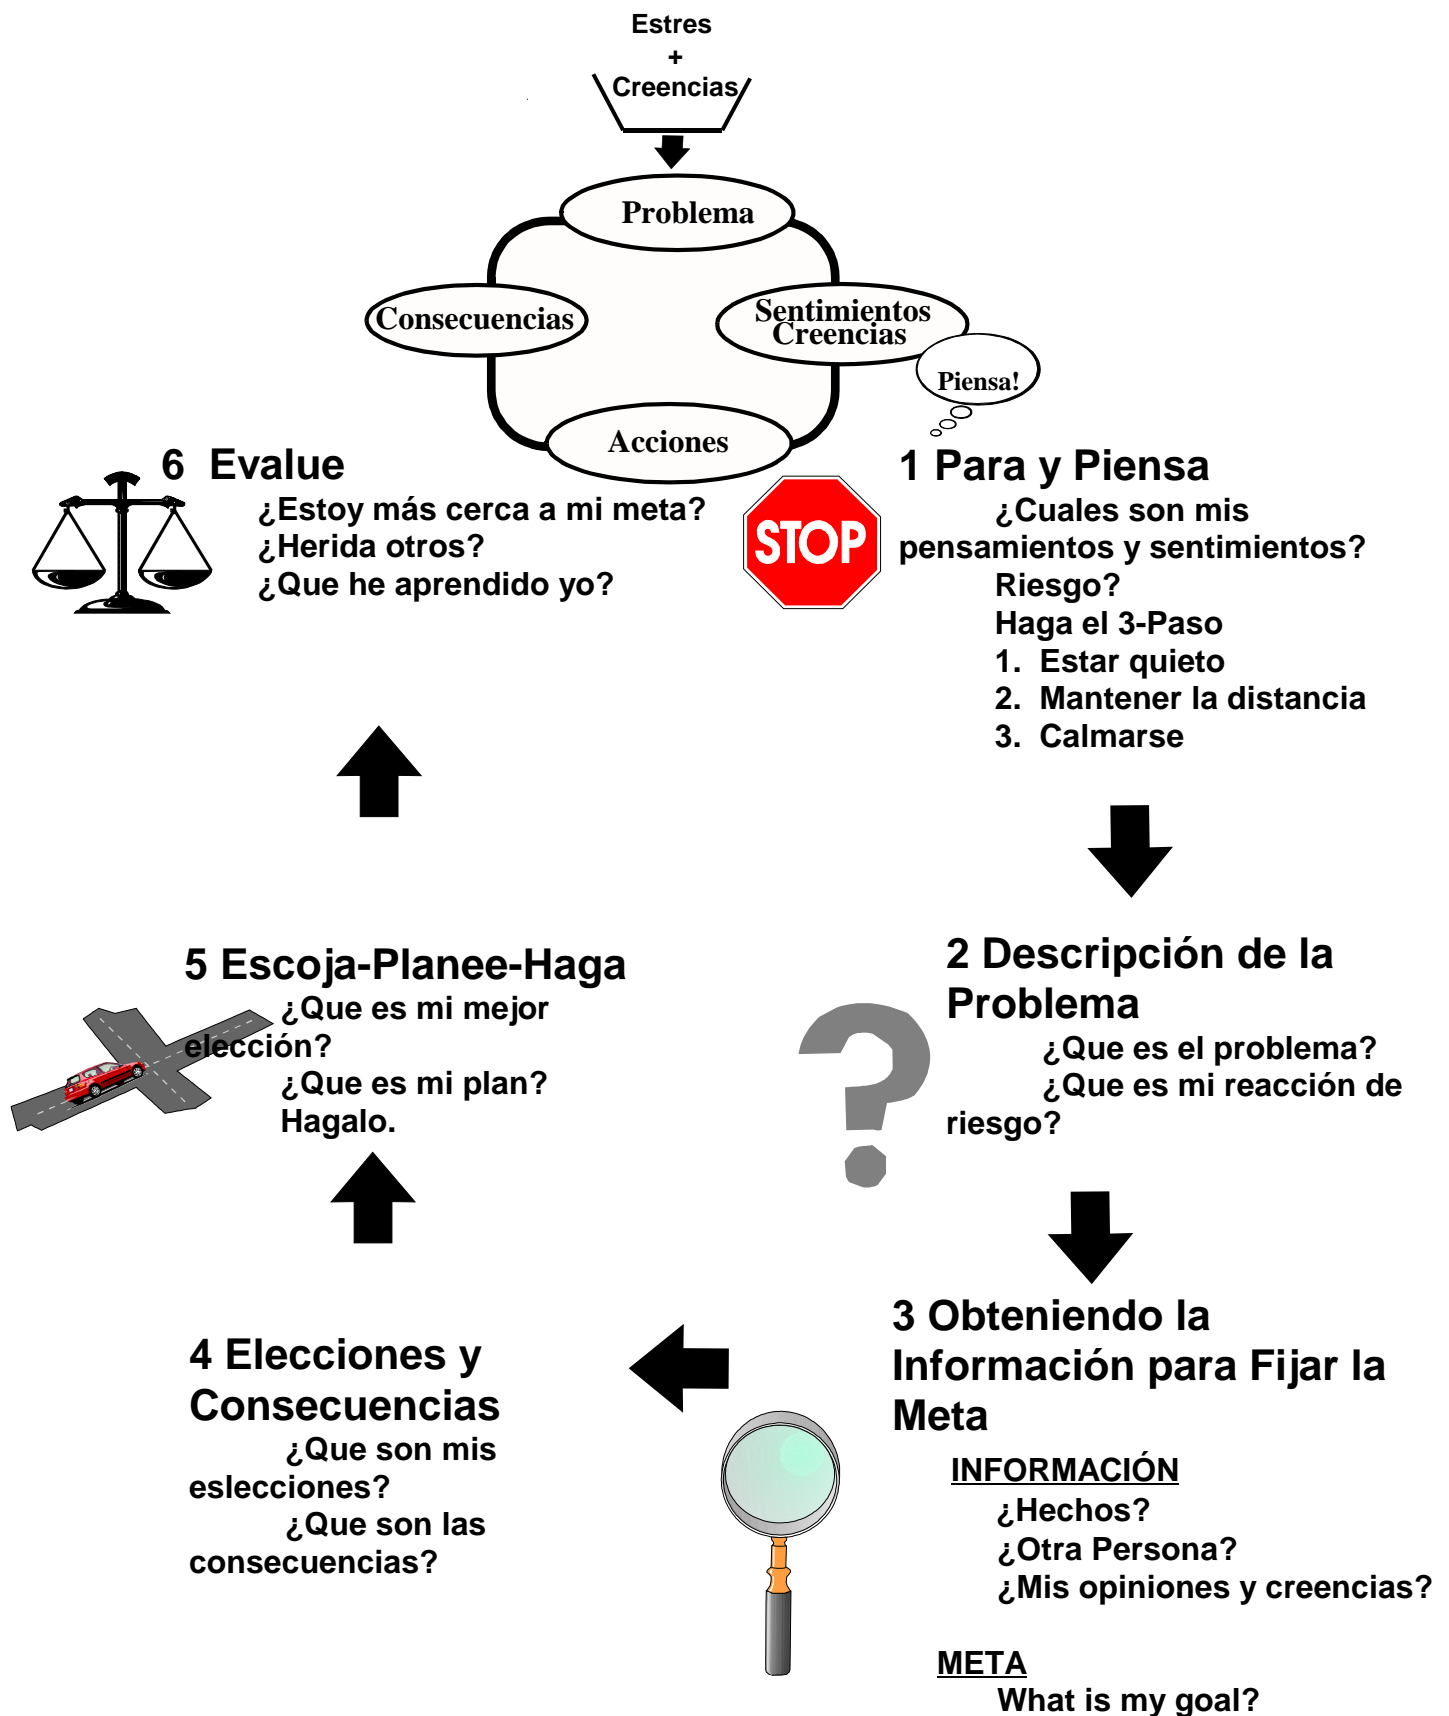 Estres
+
Creencias
Problema
Consecuencias
Sentimientos
Creencias
Piensa!
Acciones
1 Para y Piensa
¿Cuales son mis
pensamientos y sentimientos?
Riesgo?
Haga el 3-Paso
1. Estar quieto
2. Mantener la distancia
3. Calmarse
STOP
2 Descripción de la
Problema
¿Que es el problema?
¿Que es mi reacción de
riesgo?
3 Obteniendo la
Información para Fijar la
Meta
INFORMACIÓN
¿Hechos?
¿Otra Persona?
¿Mis opiniones y creencias?
META
What is my goal?
4 Elecciones y
Consecuencias
¿Que son mis
eslecciones?
¿Que son las
consecuencias?
5 Escoja-Planee-Haga
¿Que es mi mejor
elección?
¿Que es mi plan?
Hagalo.
6 Evalue
¿Estoy más cerca a mi meta?
¿Herida otros?
¿Que he aprendido yo?